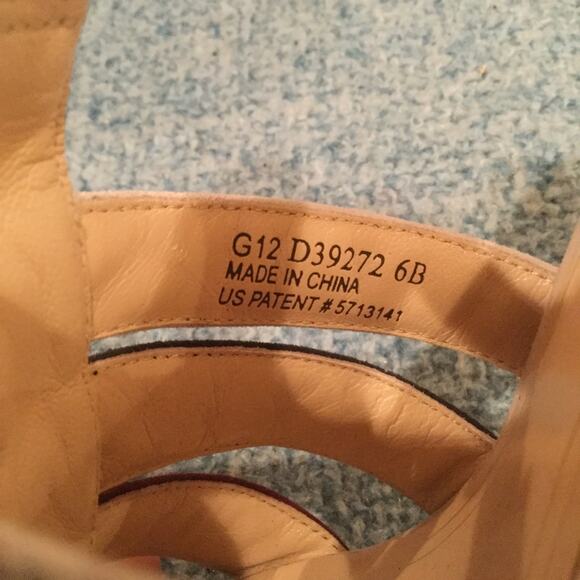 G12 D39272 6B
MADE IN CHINA
US PATENT # 5713141